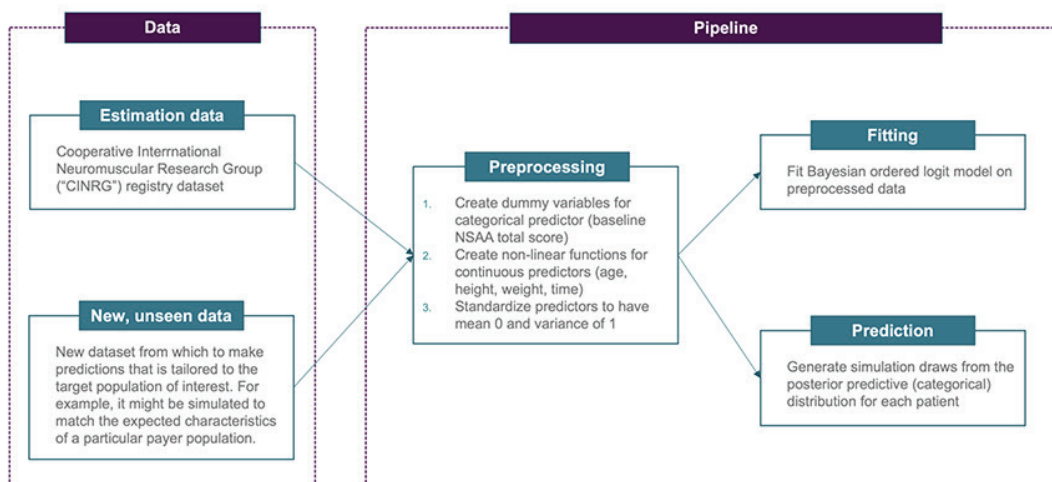 Data
Estimation data
Cooperative Interrnational
Neuromuscular Research Group
("CINRG") registry dataset
New, unseen data
New dataset from which to make
predictions that is tailored to the
target population of interest. For
example, it might be simulated to
match the expected characteristics
of a particular payer population.
Pipeline
Preprocessing
1. Create dummy variables for
categorical predictor (baseline
NSAA total score)
2. Create non-linear functions for
continuous predictors (age,
height, weight, time)
3. Standardize predictors to have
mean 0 and variance of 1
Fitting
Fit Bayesian ordered logit model on
preprocessed data
Prediction
Generate simulation draws from the
posterior predictive (categorical)
distribution for each patient